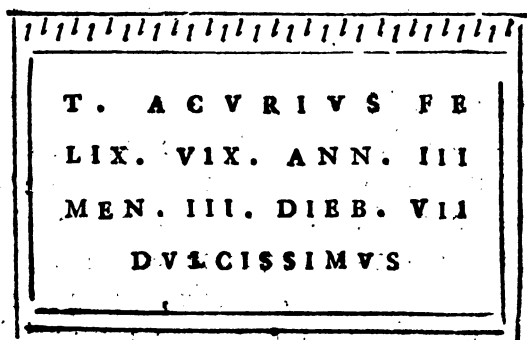 T. ACVRIVS FE
LIX. VIX. ANN. III
MEN. III. DIEB. VII
DVLCISSIMVS